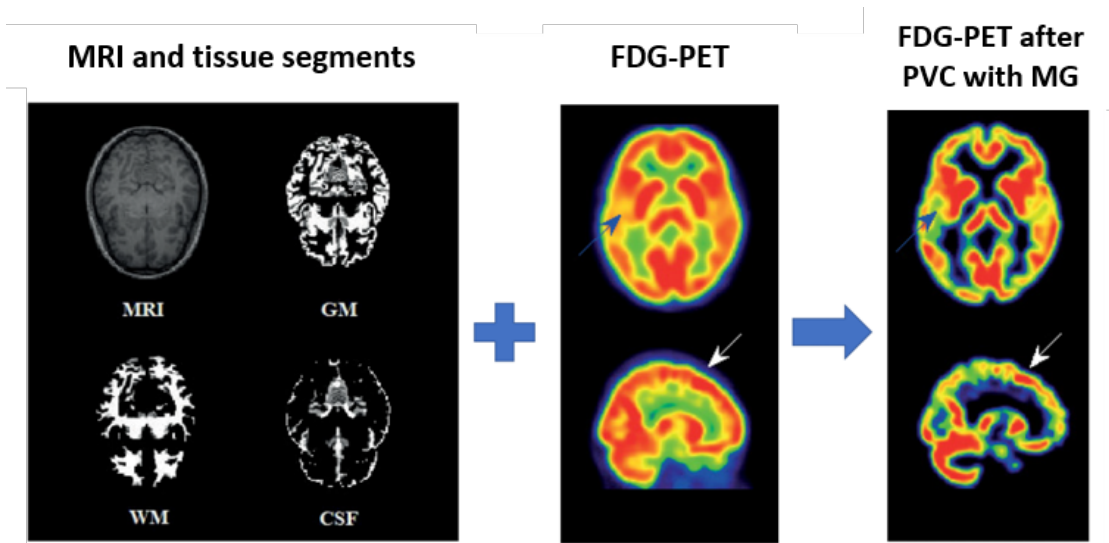 MRI and tissue segments
FDG-PET
FDG-PET after
PVC with MG
MRI
GM
WM
CSF